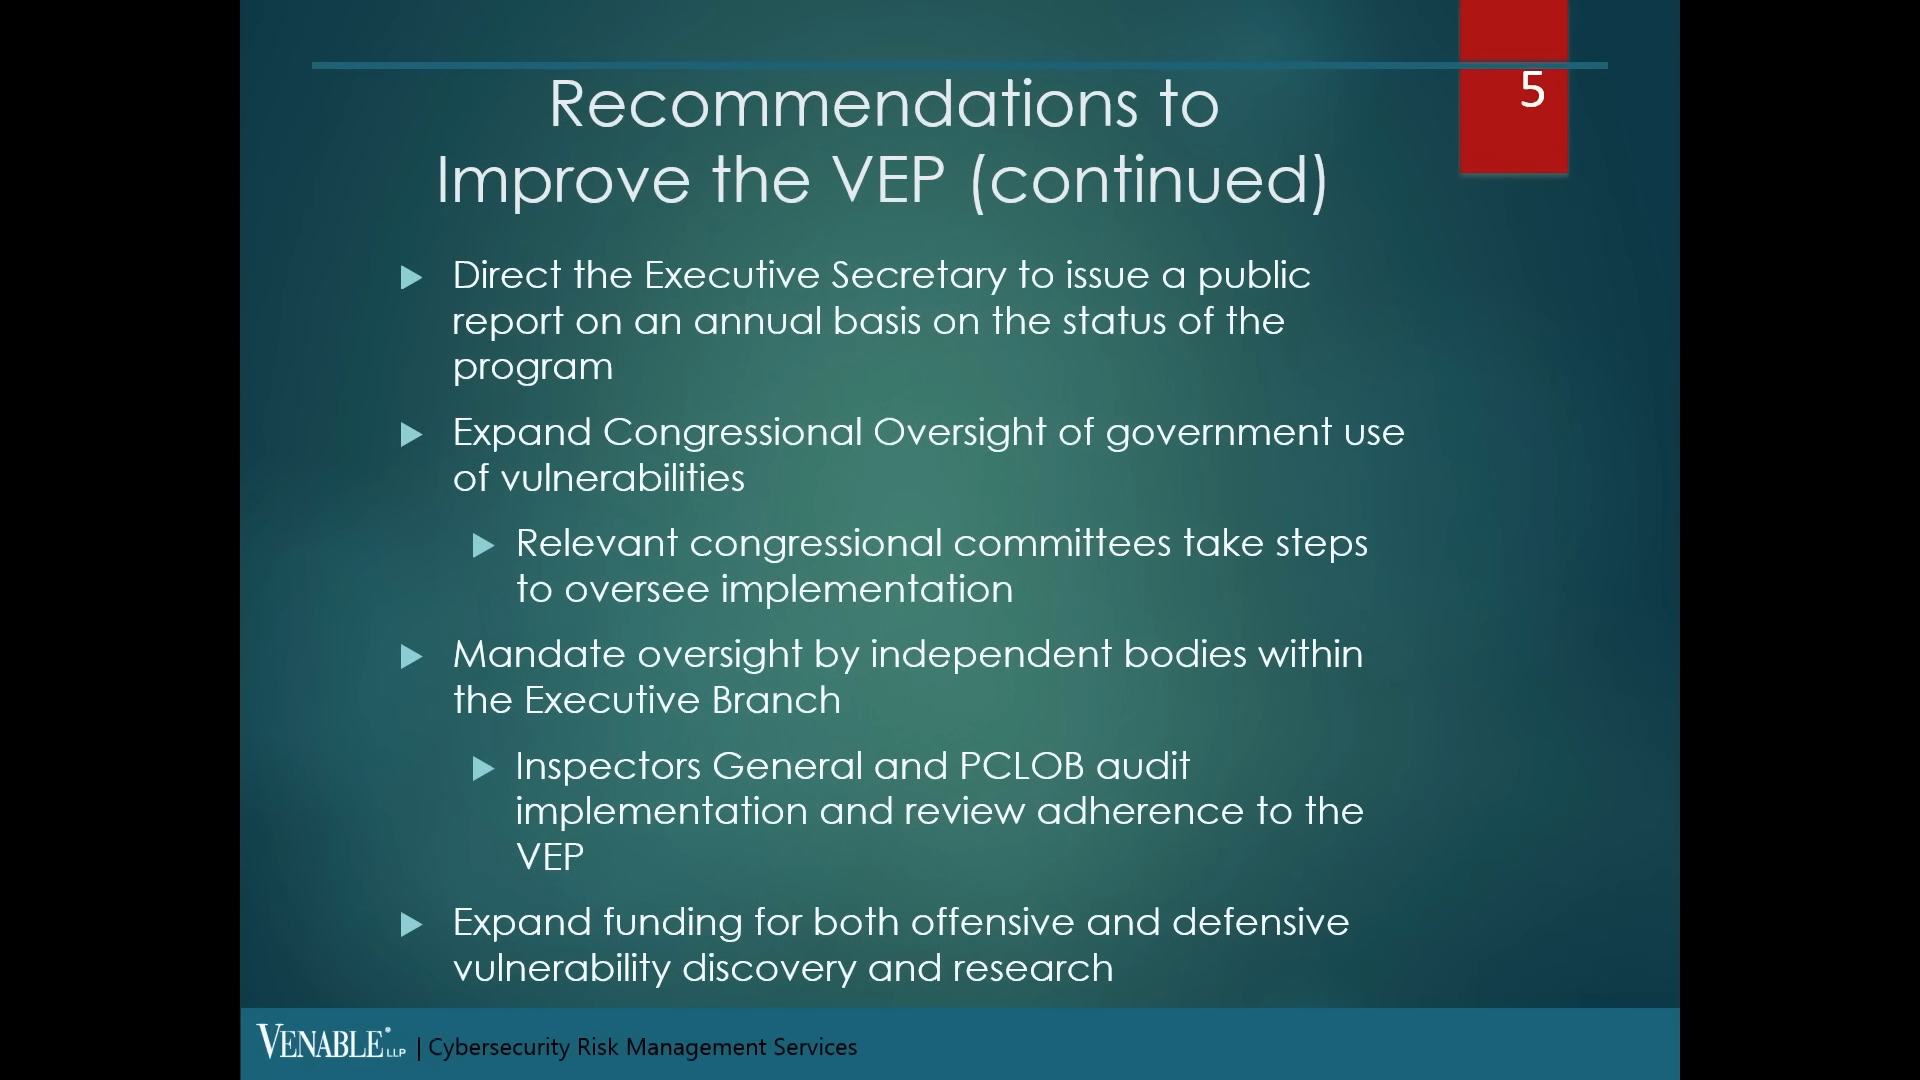 5
Recommendations to
Improve the VEP (continued)
Direct the Executive Secretary to issue a public
report on an annual basis on the status of the
program
Expand Congressional Oversight of government use
of vulnerabilities
Relevant congressional committees take steps
to oversee implementation
Mandate oversight by independent bodies within
the Executive Branch
Inspectors General and PCLOB audit
implementation and review adherence to the
VEP
Expand funding for both offensive and defensive
vulnerability discovery and research
VENABLE LLP | Cybersecurity Risk Management Services